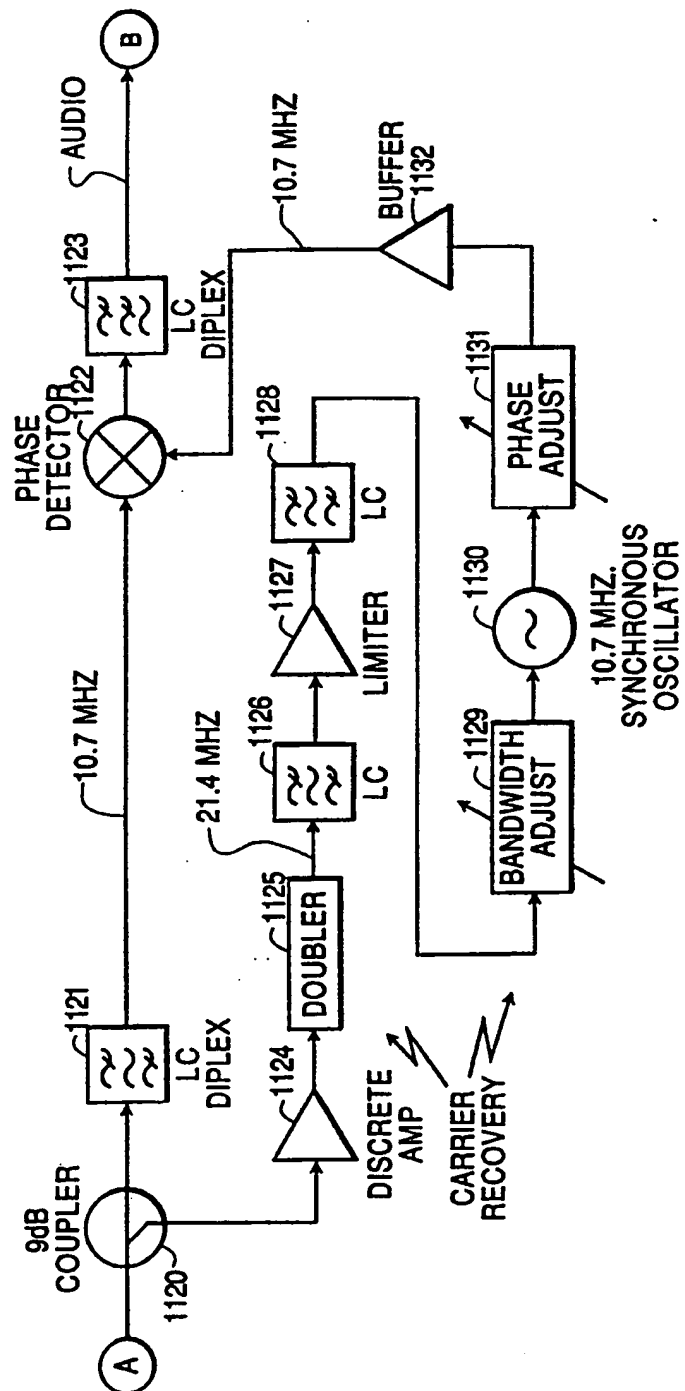 A
9dB
COUPLER
1120
1121
LC
DIPLEX
10.7 MHZ
PHASE
DETECTOR
1122
1123
LC
DIPLEX
AUDIO
B
DISCRETE
AMP
1124
DOUBLER
1125
21.4 MHZ
1126
LC
1127
LIMITER
1128
LC
10.7 MHZ
BUFFER
1132
CARRIER
RECOVERY
BANDWIDTH
ADJUST
1129
1130
10.7 MHZ.
SYNCHRONOUS
OSCILLATOR
PHASE
ADJUST
1131